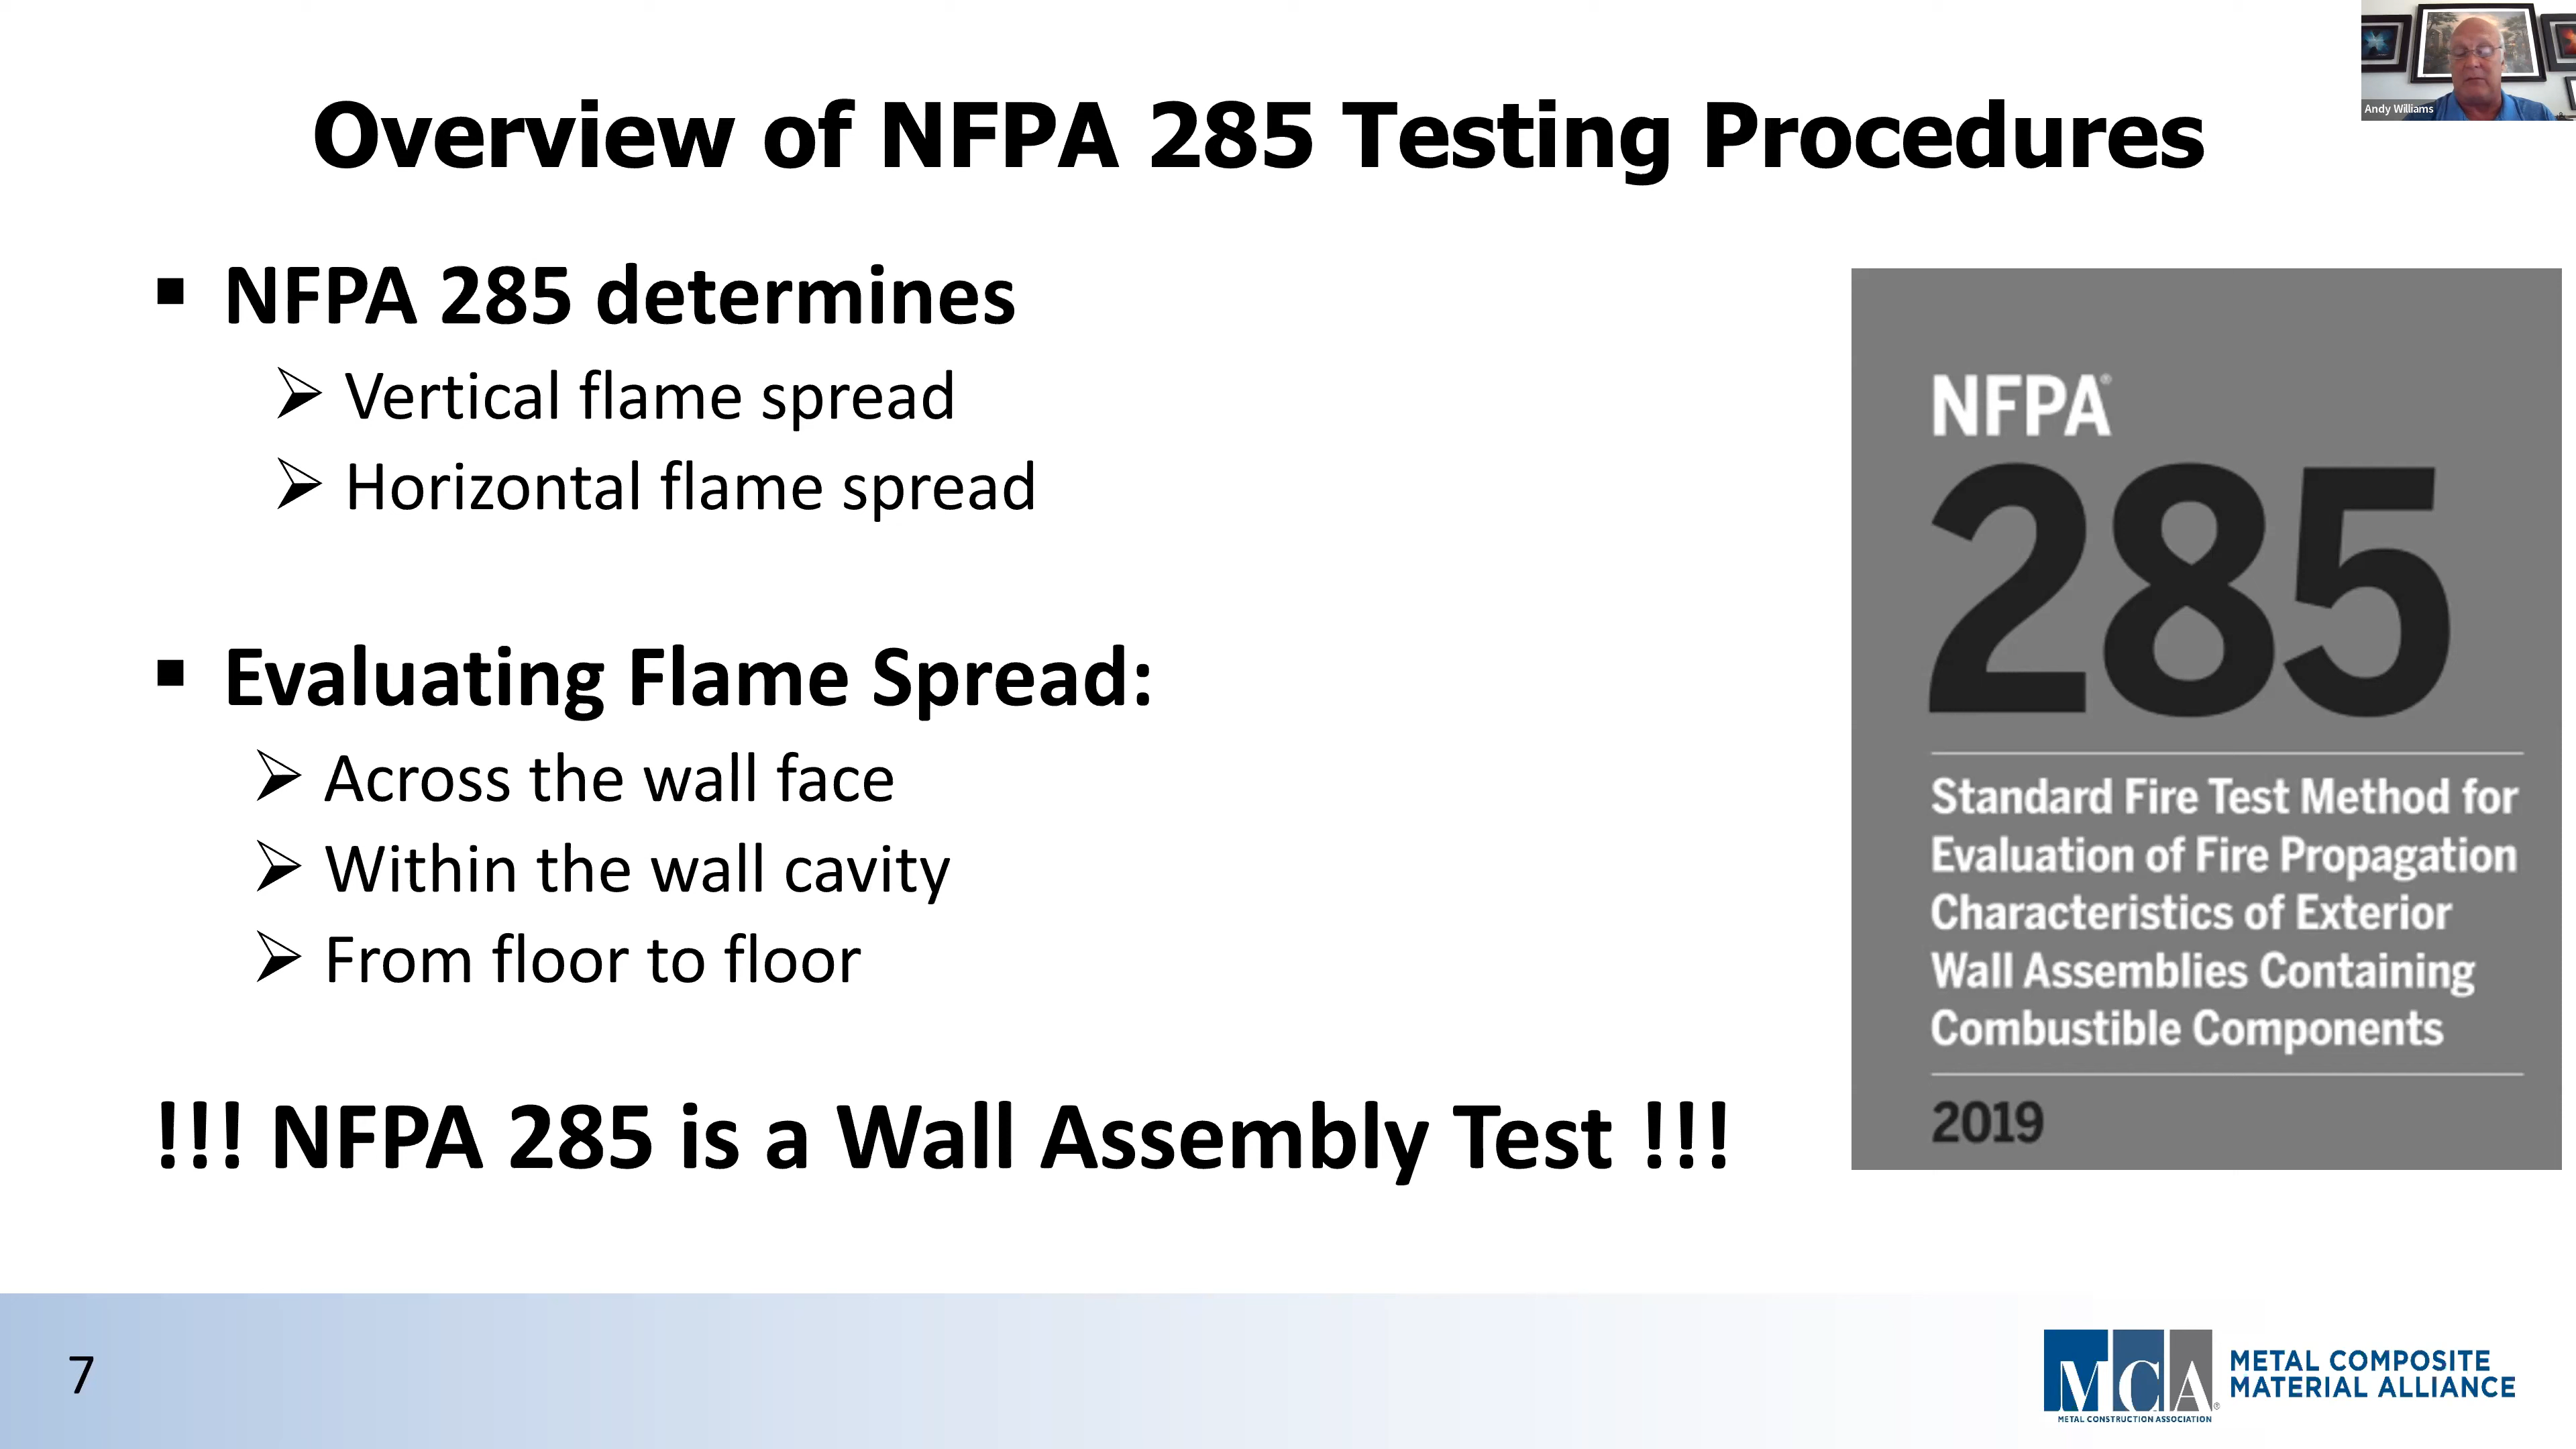 Overview of NFPA 285 Testing Procedures
Andy Williams
▪ NFPA 285 determines
➢ Vertical flame spread
➢ Horizontal flame spread
▪ Evaluating Flame Spread:
➢ Across the wall face
➢ Within the wall cavity
➢ From floor to floor
!!! NFPA 285 is a Wall Assembly Test !!!
NFPA®
285
Standard Fire Test Method for
Evaluation of Fire Propagation
Characteristics of Exterior
Wall Assemblies Containing
Combustible Components
2019
7
MCA®
METAL CONSTRUCTION ASSOCIATION
METAL COMPOSITE
MATERIAL ALLIANCE